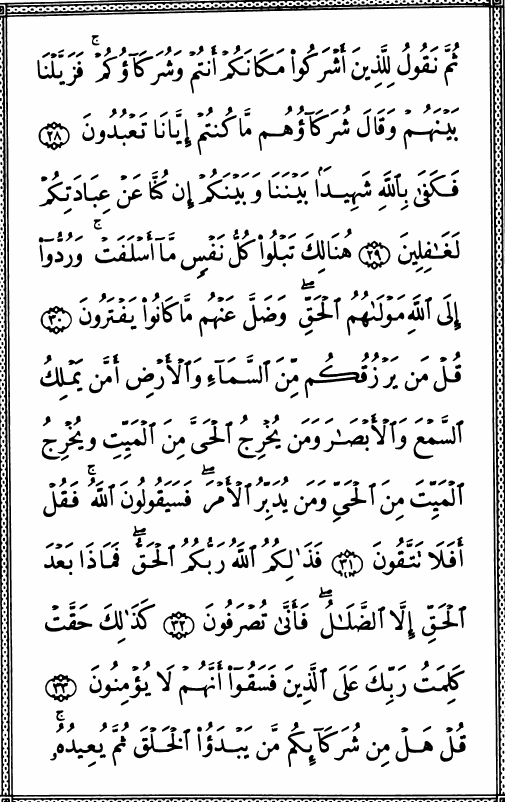 ثُمَّ نَقُولُ لِلَّذِينَ أَشْرَكُوا۟ مَكَانَكُمْ أَنتُمْ وَشُرَكَآؤُكُمْ ۚ فَزَيَّلْنَا
بَيْنَهُمْ وَقَالَ شُرَكَآؤُهُم مَّا كُنتُمْ إِيَّانَا تَعْبُدُونَ ٢٨
فَكَفَىٰ بِٱللَّهِ شَهِيدًۢا بَيْنَنَا وَبَيْنَكُمْ إِن كُنَّا عَنْ عِبَادَتِكُمْ
لَغَـٰفِلِينَ ٢٩ هُنَالِكَ تَبْلُوا۟ كُلُّ نَفْسٍ مَّآ أَسْلَفَتْ ۚ وَرُدُّوٓا۟
إِلَى ٱللَّهِ مَوْلَىٰهُمُ ٱلْحَقِّ ۖ وَضَلَّ عَنْهُم مَّا كَانُوا۟ يَفْتَرُونَ ٣٠
قُلْ مَن يَرْزُقُكُم مِّنَ ٱلسَّمَآءِ وَٱلْأَرْضِ أَمَّن يَمْلِكُ
ٱلسَّمْعَ وَٱلْأَبْصَـٰرَ وَمَن يُخْرِجُ ٱلْحَىَّ مِنَ ٱلْمَيِّتِ وَيُخْرِجُ
ٱلْمَيِّتَ مِنَ ٱلْحَىِّ وَمَن يُدَبِّرُ ٱلْأَمْرَ ۖ فَسَيَقُولُونَ ٱللَّهُ ۚ فَقُلْ
أَفَلَا تَتَّقُونَ ٣١ فَذَٰلِكُمُ ٱللَّهُ رَبُّكُمُ ٱلْحَقُّ ۖ فَمَاذَا بَعْدَ
ٱلْحَقِّ إِلَّا ٱلضَّلَـٰلُ ۖ فَأَنَّىٰ تُصْرَفُونَ ٣٢ كَذَٰلِكَ حَقَّتْ
كَلِمَتُ رَبِّكَ عَلَى ٱلَّذِينَ فَسَقُوٓا۟ أَنَّهُمْ لَا يُؤْمِنُونَ ٣٣
قُلْ هَلْ مِن شُرَكَآئِكُم مَّن يَبْدَؤُا۟ ٱلْخَلْقَ ثُمَّ يُعِيدُهُۥ ۚ